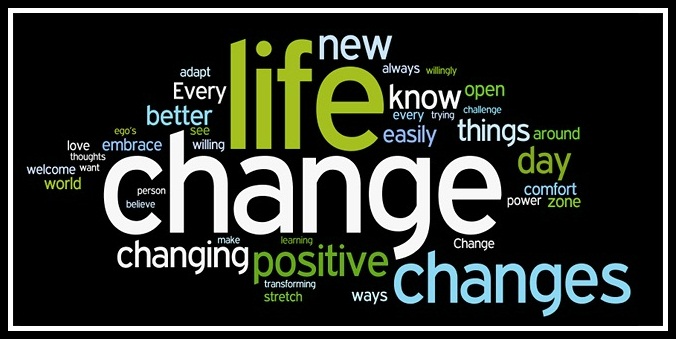 new
always willingly
adapt
life
Every
know
open
better
every trying
challenge
ego's
see
easily
things
around
love
embrace
willing
thoughts
day
welcome want
world
change
person
believe
comfort
power zone
make
learning
Change
changing
positive
changes
transforming
stretch
ways